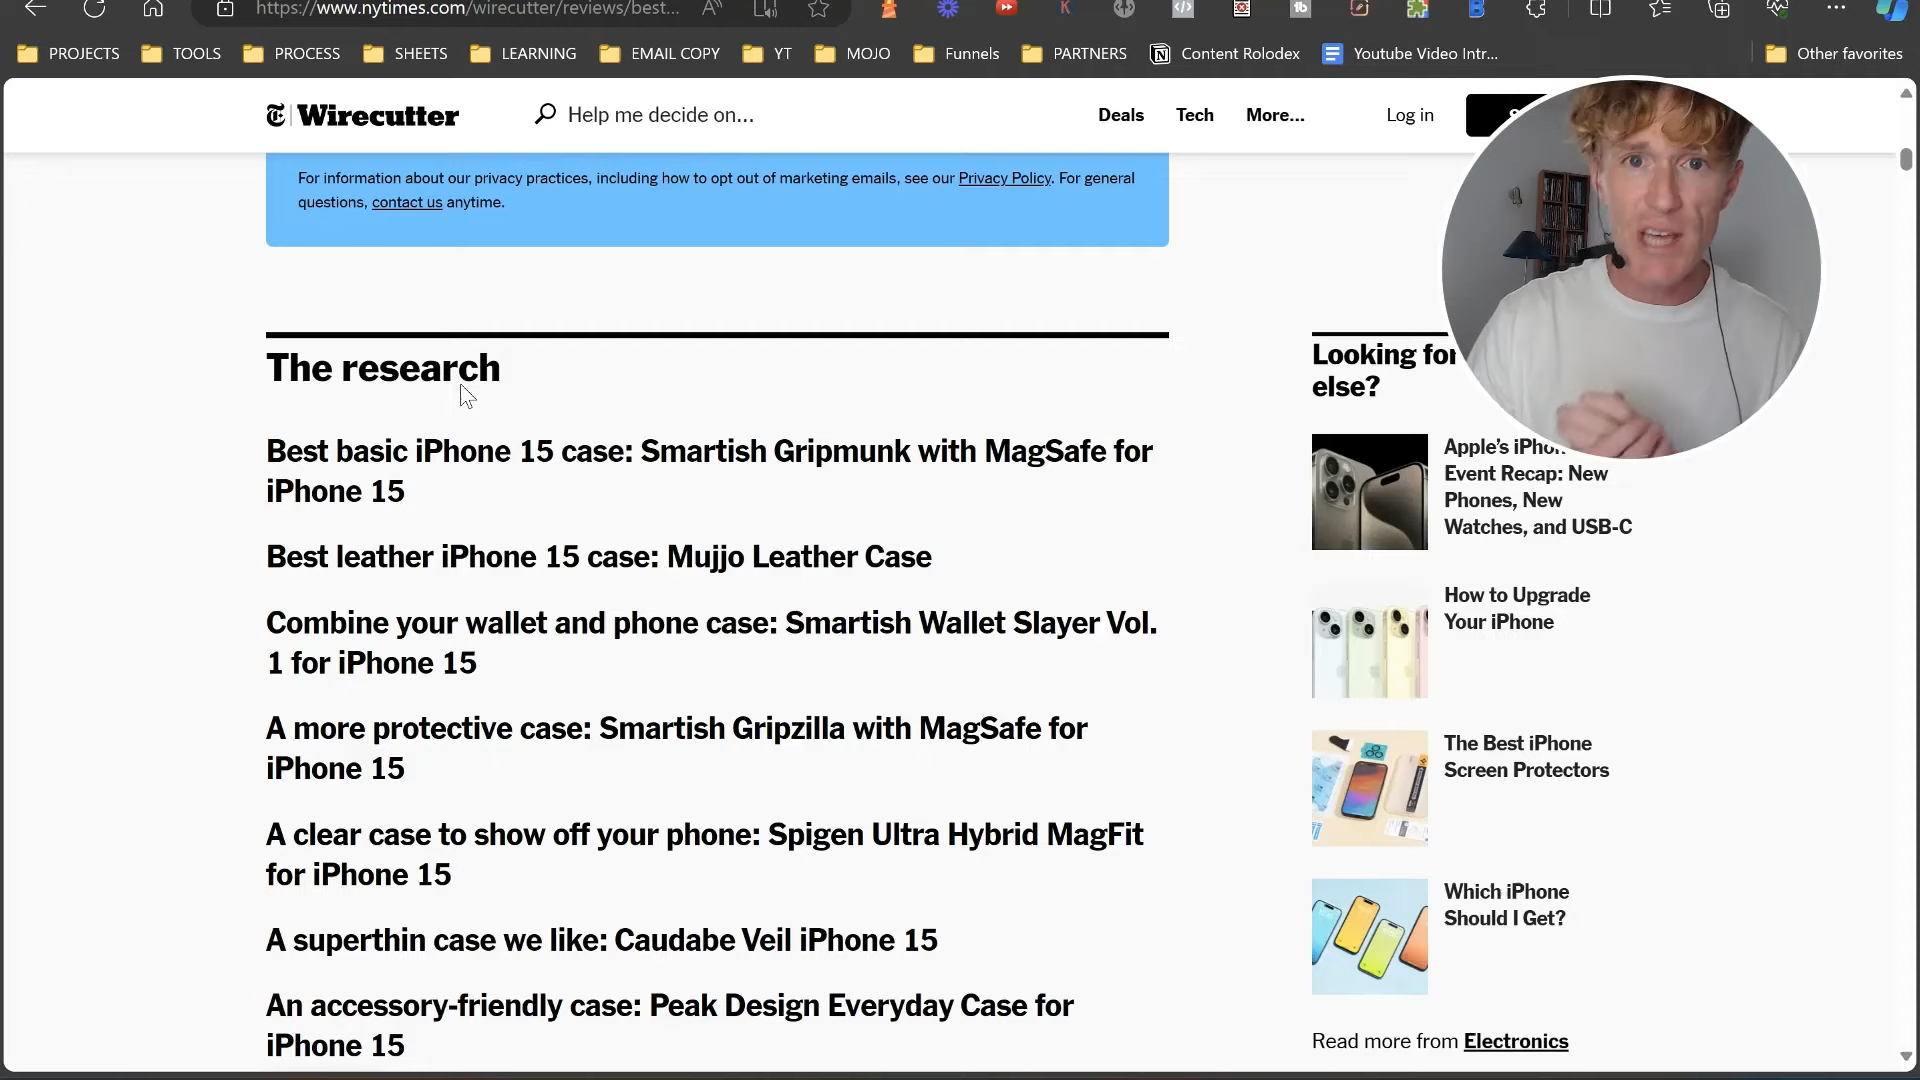 https://www.nytimes.com/wirecutter/reviews/best...
PROJECTS
TOOLS
PROCESS
SHEETS
LEARNING
EMAIL COPY
YT
MOJO
Funnels
PARTNERS
Content Rolodex
Youtube Video Intr...
Other favorites
Wirecutter
Help me decide on...
Deals
Tech
More...
Log in
For information about our privacy practices, including how to opt out of marketing emails, see our Privacy Policy. For general
questions, contact us anytime.
The research
Best basic iPhone 15 case: Smartish Gripmunk with MagSafe for
iPhone 15
Best leather iPhone 15 case: Mujjo Leather Case
Combine your wallet and phone case: Smartish Wallet Slayer Vol.
1 for iPhone 15
A more protective case: Smartish Gripzilla with MagSafe for
iPhone 15
A clear case to show off your phone: Spigen Ultra Hybrid MagFit
for iPhone 15
A superthin case we like: Caudabe Veil iPhone 15
An accessory-friendly case: Peak Design Everyday Case for
iPhone 15
Looking for
else?
Apple's
Event Recap: New
Phones, New
Watches, and USB-C
How to Upgrade
Your iPhone
The Best iPhone
Screen Protectors
Which iPhone
Should I Get?
Read more from Electronics